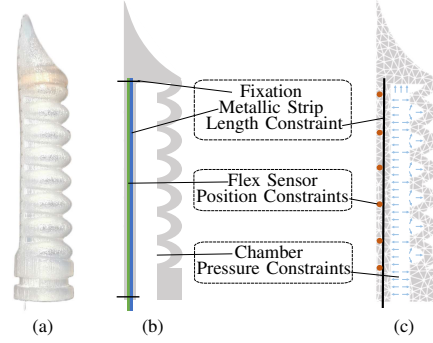 Fixation
Metallic Strip
Length Constraint
Flex Sensor
Position Constraints
Chamber
Pressure Constraints
(a)
(b)
(c)